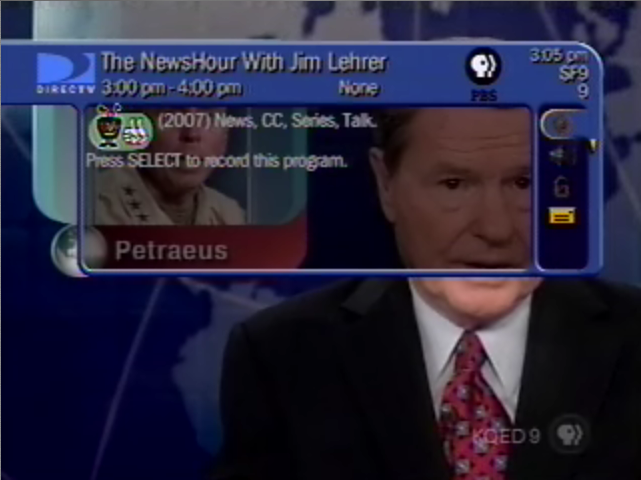 The NewsHour With Jim Lehrer
3:00 pm - 4:00 pm
None
DIRECTV
PBS
3:05 pm
SF9
9
(2007) News, CC, Series, Talk.
Press SELECT to record this program.
Petraeus
KQED 9